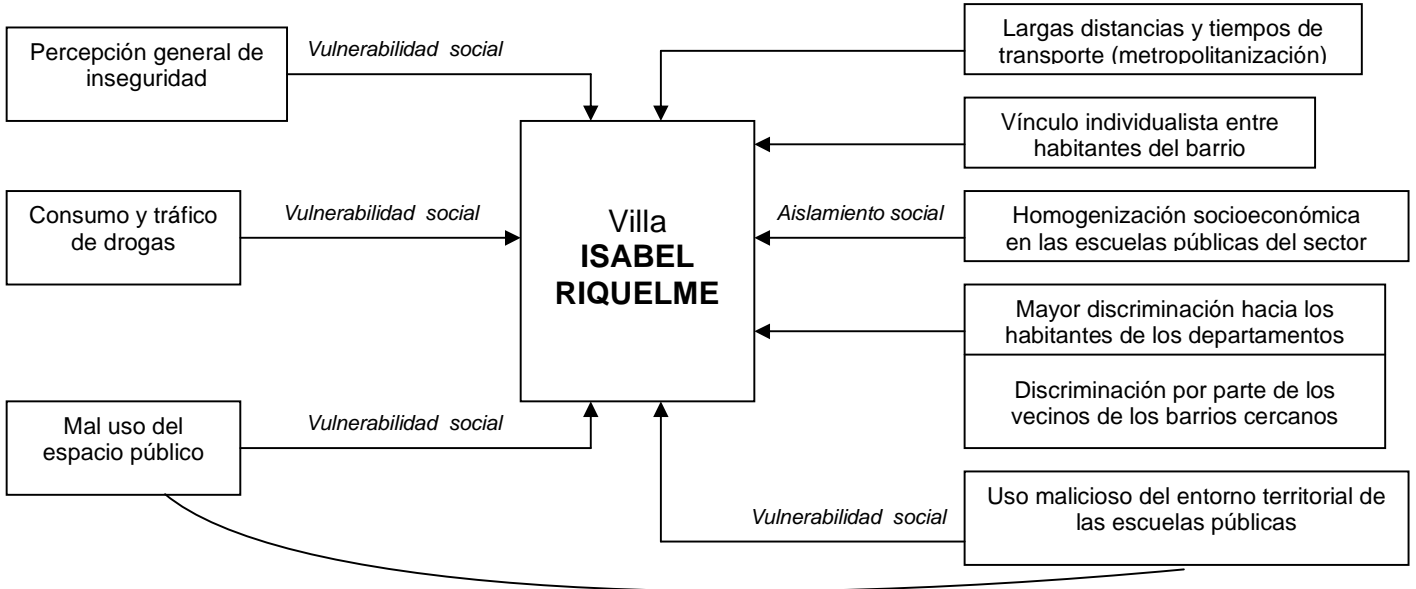 Percepción general de
inseguridad
Vulnerabilidad social
Largas distancias y tiempos de
transporte (metropolitanización)
Vínculo individualista entre
habitantes del barrio
Consumo y tráfico
de drogas
Vulnerabilidad social
Villa
ISABEL
RIQUELME
Aislamiento social
Homogenización socioeconómica
en las escuelas públicas del sector
Mayor discriminación hacia los
habitantes de los departamentos
Discriminación por parte de los
vecinos de los barrios cercanos
Mal uso del
espacio público
Vulnerabilidad social
Vulnerabilidad social
Uso malicioso del entorno territorial de
las escuelas públicas